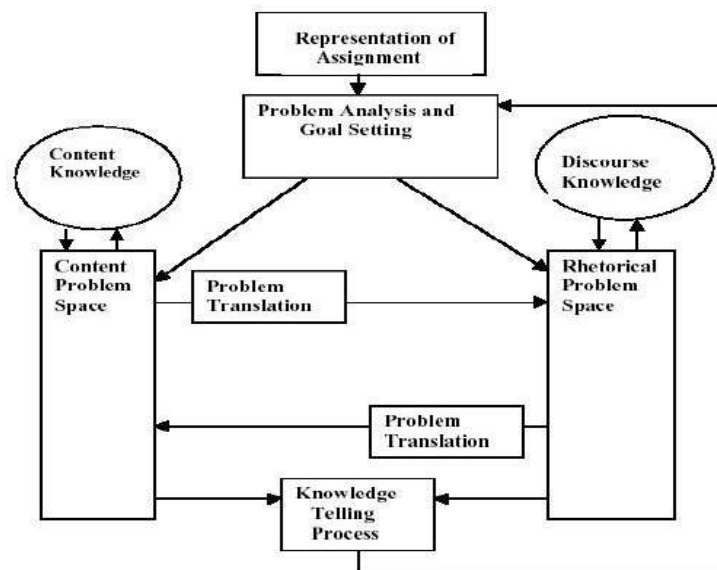 Representation of
Assignment
Problem Analysis and
Goal Setting
Content
Knowledge
Discourse
Knowledge
Content
Problem
Space
Problem
Translation
Rhetorical
Problem
Space
Problem
Translation
Knowledge
Telling
Process